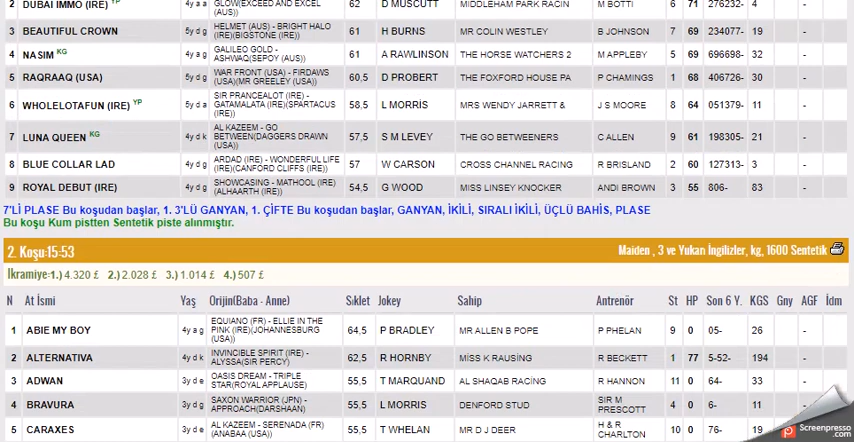 GLOW(EXCEED AND EXCEL
2 DUBAI IMMO (IRE) YP 4y a a (AUS)) 62 D MUSCUTT MIDDLEHAM PARK RACIN M BOTTI 6 71 276232- 4 -
3 BEAUTIFUL CROWN 5y d g HELMET (AUS) - BRIGHT HALO (IRE)(BIGSTONE (IRE)) 61 H BURNS MR COLIN WESTLEY B JOHNSON 7 69 234077- 19 -
4 NASIM KG 4y a g GALILEO GOLD - ASHWAQ(SEPOY (AUS)) 61 A RAWLINSON THE HORSE WATCHERS 2 M APPLEBY 5 69 696698- 32 -
5 RAQRAAQ (USA) 5y d g WAR FRONT (USA) - FIRDAWS (USA)(MR GREELEY (USA)) 60,5 D PROBERT THE FOXFORD HOUSE PA P CHAMINGS 1 68 406726- 30 -
6 WHOLELOTAFUN (IRE) YP 5y d a SIR PRANCEALOT (IRE) - GATAMALATA (IRE)(SPARTACUS (IRE)) 58,5 L MORRIS MRS WENDY JARRETT & J S MOORE 8 64 051379- 11 -
7 LUNA QUEEN KG 4y d k AL KAZEEM - GO BETWEEN(DAGGERS DRAWN (USA)) 57,5 S M LEVEY THE GO BETWEENERS C ALLEN 9 61 198305- 21 -
8 BLUE COLLAR LAD 4y d g ARDAD (IRE) - WONDERFUL LIFE (IRE)(CANFORD CLIFFS (IRE)) 57 W CARSON CROSS CHANNEL RACING R BRISLAND 2 60 127313- 3 -
9 ROYAL DEBUT (IRE) 4y d g SHOWCASING - MATHOOL (IRE)(ALHAARTH (IRE)) 54,5 G WOOD MISS LINSEY KNOCKER ANDI BROWN 3 55 806- 83 -
7'Lİ PLASE Bu koşudan başlar, 1. 3'LÜ GANYAN, 1. ÇİFTE Bu koşudan başlar, GANYAN, İKİLİ, SIRALI İKİLİ, ÜÇLÜ BAHİS, PLASE
Bu koşu Kum pistten Sentetik piste alınmıştır.
2. Koşu:15-53 Maiden , 3 ve Yukarı İngilizler, kg, 1600 Sentetik
İkramiye:1.) 4.320 £ 2.) 2.028 £ 3.) 1.014 £ 4.) 507 £
N At İsmi Yaş Orijin(Baba - Anne) Sıklet Jokey Sahip Antrenör St HP Son 6 Y. KGS Gny AGF İdm
1 ABIE MY BOY 4y a g EQUIANO (FR) - ELLIE IN THE PINK (IRE)(JOHANNESBURG (USA)) 64,5 P BRADLEY MR ALLEN B POPE P PHELAN 9 0 05- 26 -
2 ALTERNATIVA 4y d k INVINCIBLE SPIRIT (IRE) - ALYSSA(SIR PERCY) 62,5 R HORNBY MİSS K RAUSİNG R BECKETT 1 77 5-52- 194 -
3 ADWAN 3y d e OASIS DREAM - TRIPLE STAR(ROYAL APPLAUSE) 55,5 T MARQUAND AL SHAQAB RACİNG R HANNON 11 0 64- 33 -
4 BRAVURA 3y d g SAXON WARRIOR (JPN) - APPROACH(DARSHAAN) 55,5 L MORRIS DENFORD STUD SIR M PRESCOTT 4 0 6- 11 -
5 CARAXES 3y d e AL KAZEEM - SERENADA (FR)(ANABAA (USA)) 55,5 T WHELAN MR D J DEER H & R CHARLTON 10 0 76- 19
Screenpresso
.com